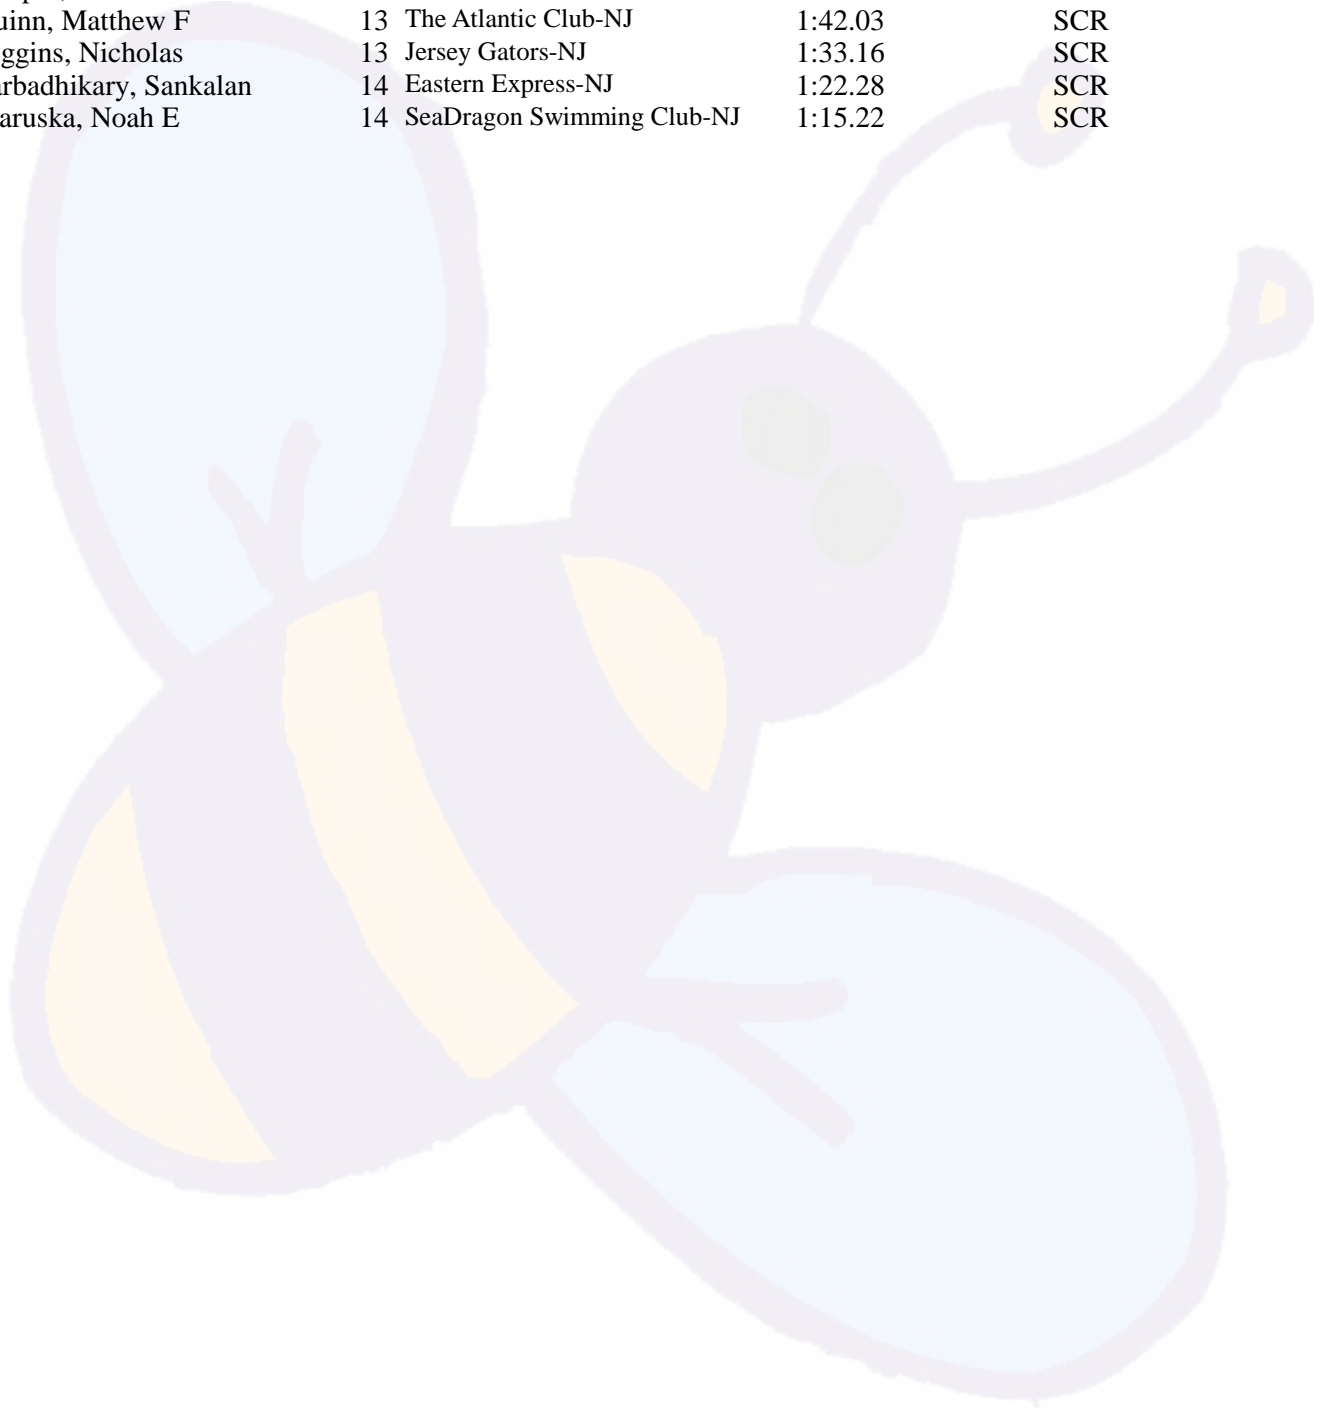 uinn, Matthew F 13 The Atlantic Club-NJ 1:42.03 SCR
ggins, Nicholas 13 Jersey Gators-NJ 1:33.16 SCR
arbadhikary, Sankalan 14 Eastern Express-NJ 1:22.28 SCR
aruska, Noah E 14 SeaDragon Swimming Club-NJ 1:15.22 SCR